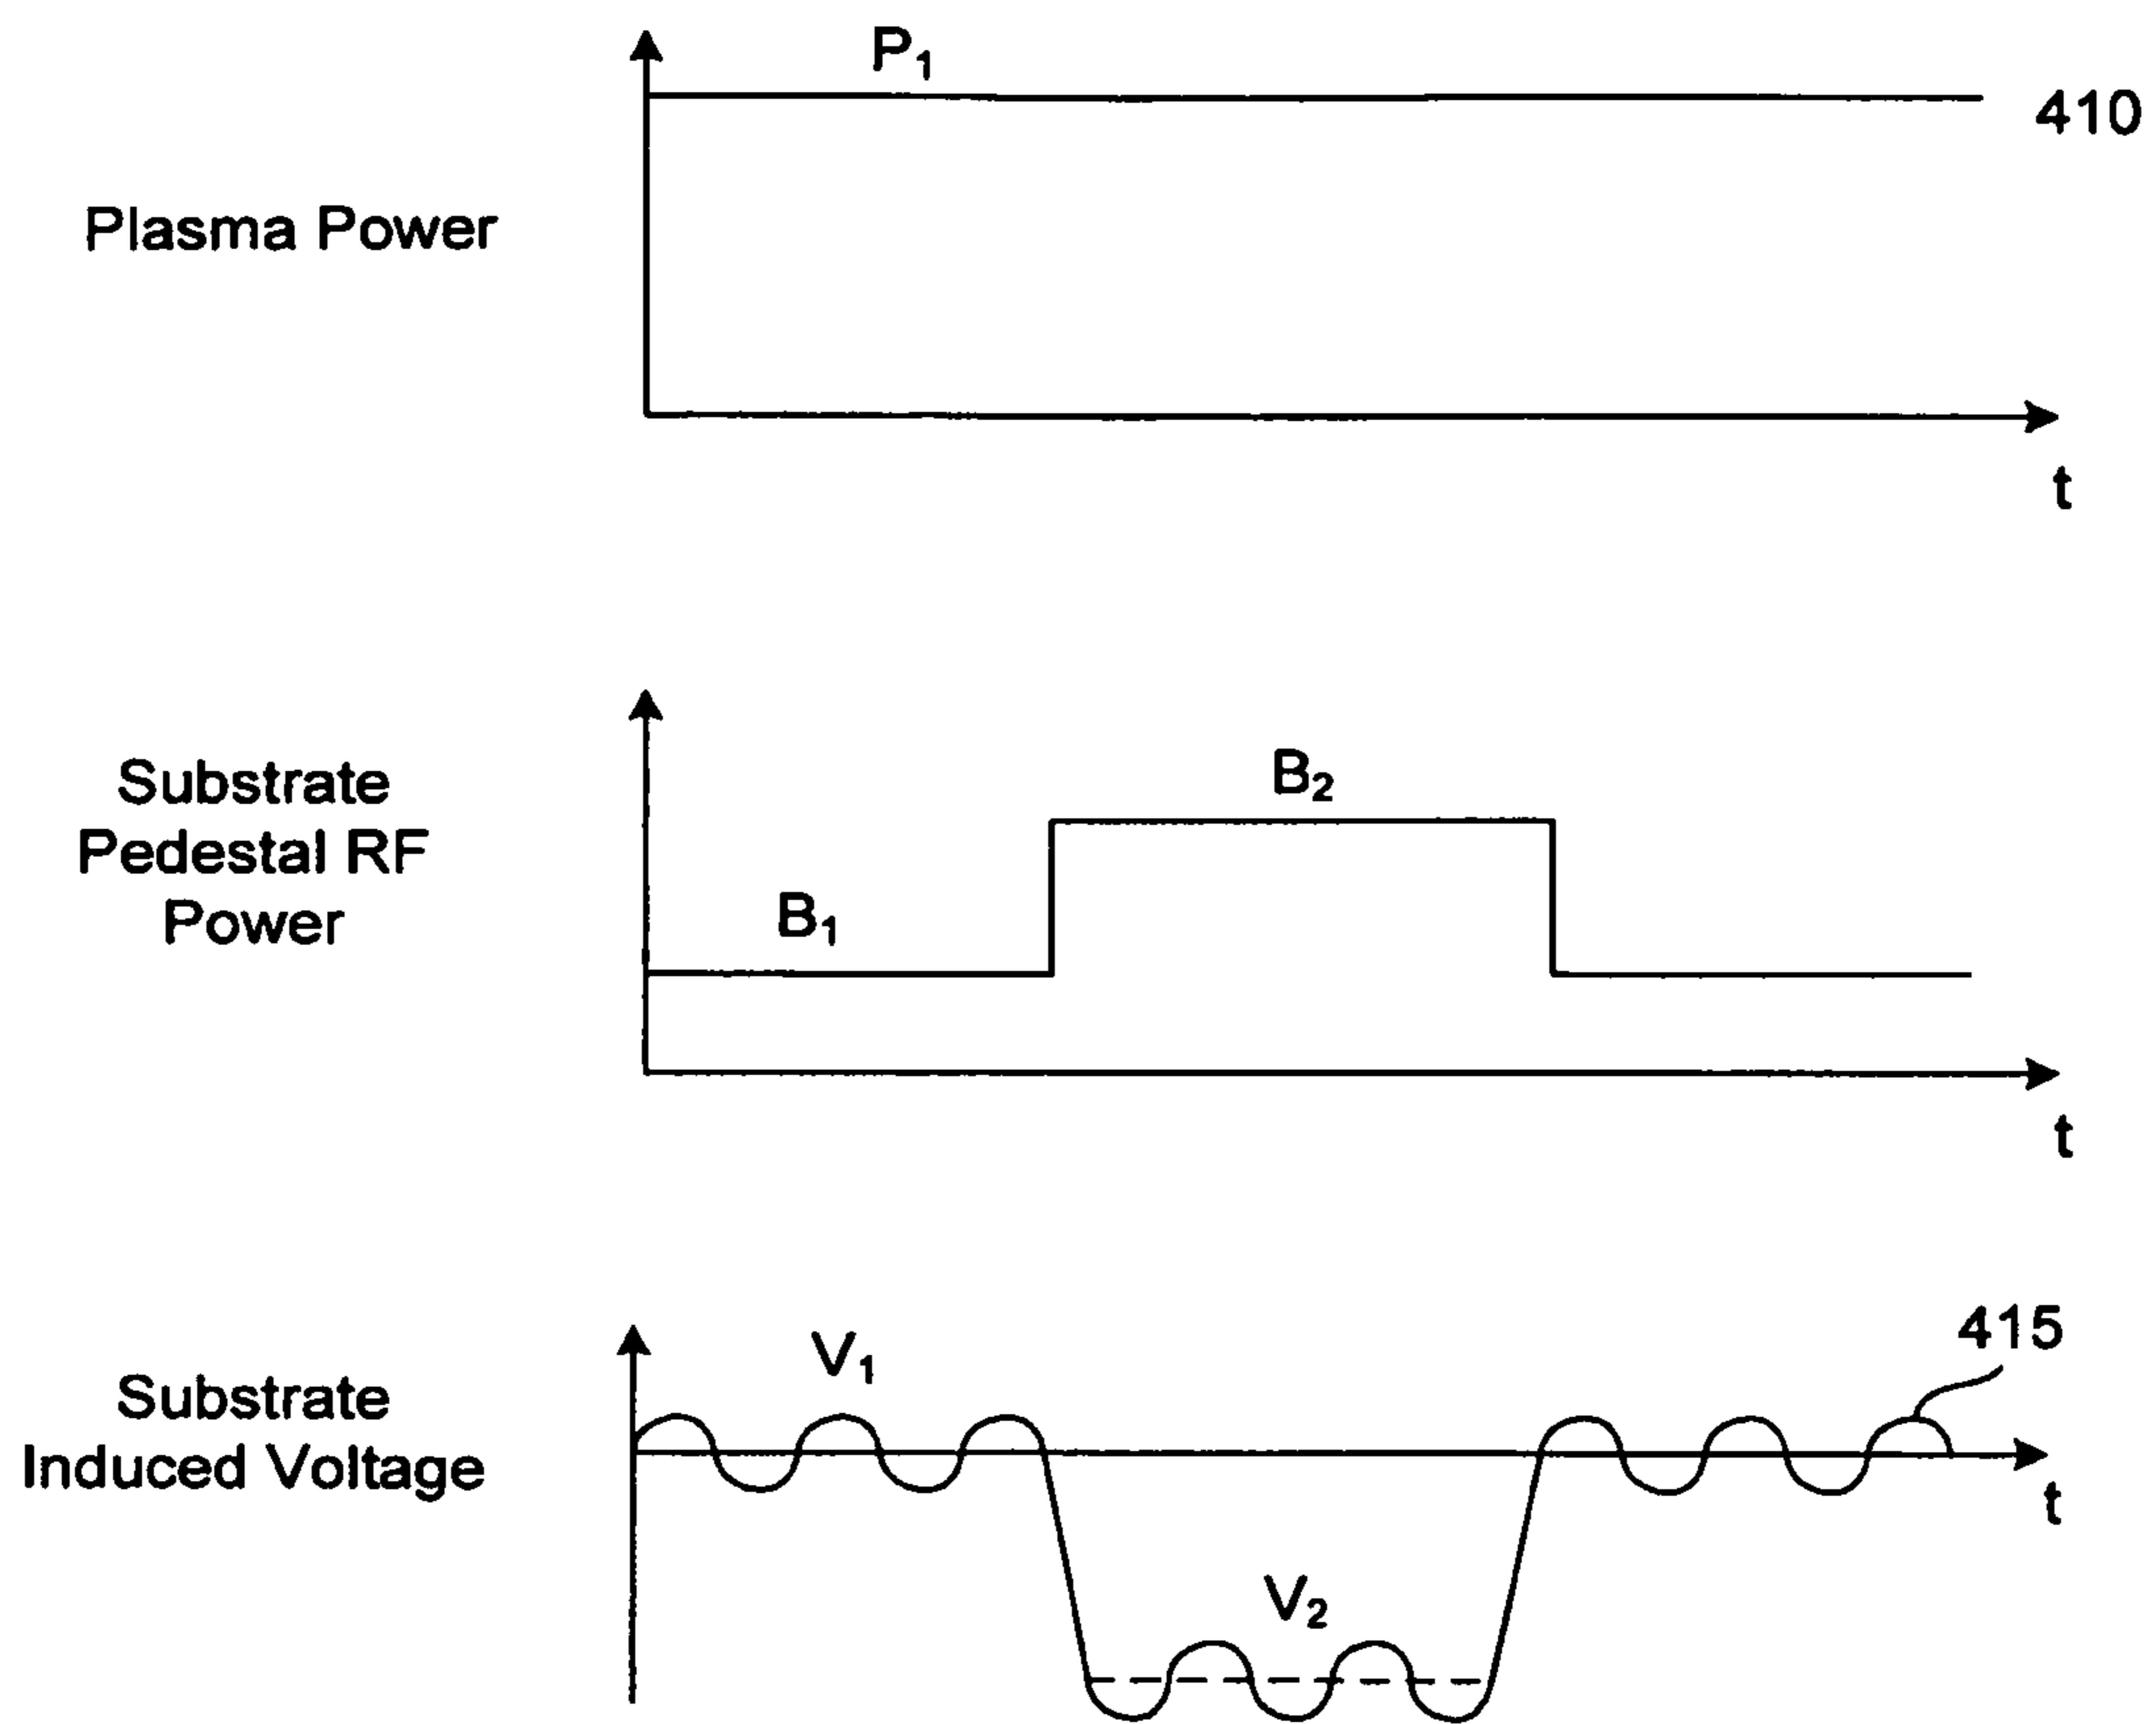 P₁
410
Plasma Power
t
B₂
Substrate
Pedestal RF
Power
B₁
t
415
V₁
Substrate
Induced Voltage
t
V₂